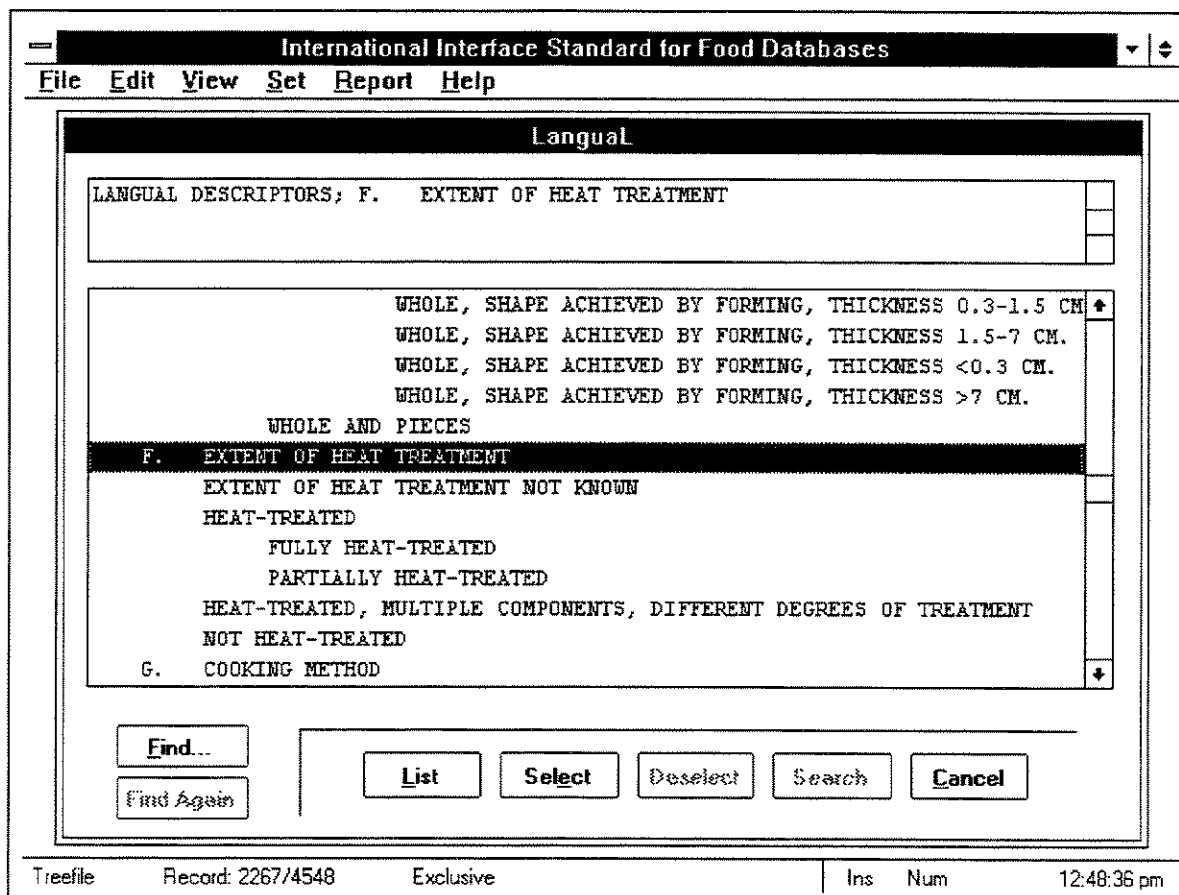 International Interface Standard for Food Databases
File Edit View Set Report Help
LanguaL
LANGUAL DESCRIPTORS; F. EXTENT OF HEAT TREATMENT
WHOLE, SHAPE ACHIEVED BY FORMING, THICKNESS 0.3-1.5 CM
WHOLE, SHAPE ACHIEVED BY FORMING, THICKNESS 1.5-7 CM.
WHOLE, SHAPE ACHIEVED BY FORMING, THICKNESS <0.3 CM.
WHOLE, SHAPE ACHIEVED BY FORMING, THICKNESS >7 CM.
WHOLE AND PIECES
F. EXTENT OF HEAT TREATMENT
EXTENT OF HEAT TREATMENT NOT KNOWN
HEAT-TREATED
FULLY HEAT-TREATED
PARTIALLY HEAT-TREATED
HEAT-TREATED, MULTIPLE COMPONENTS, DIFFERENT DEGREES OF TREATMENT
NOT HEAT-TREATED
G. COOKING METHOD
Find...
List Select Deselect Search Cancel
Find Again
Treefile Record: 2267/4548 Exclusive Ins Num 12:48:36 pm